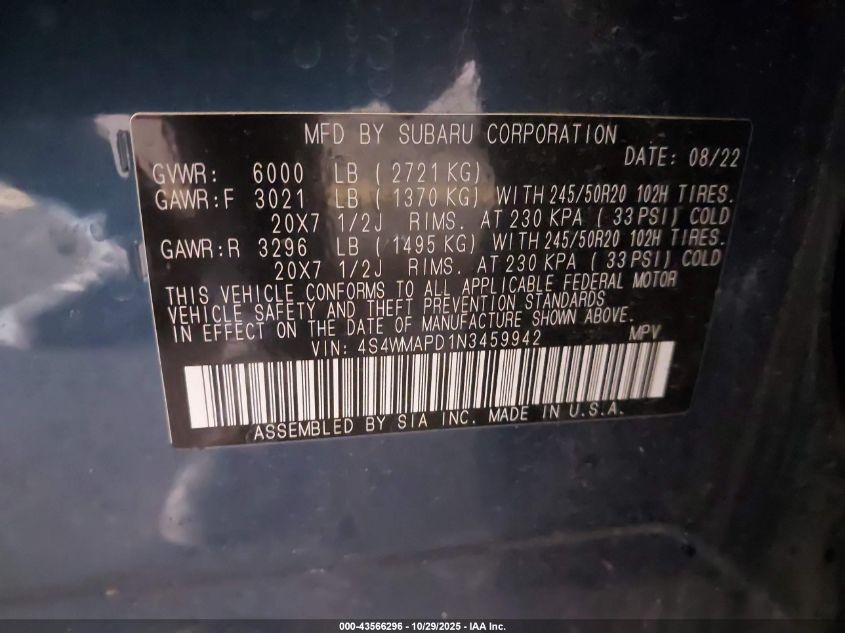 MFD BY SUBARU CORPORATION
DATE: 08/22
GVWR: 6000 LB ( 2721 KG)
GAWR:F 3021 LB ( 1370 KG) WITH 245/50R20 102H TIRES.
20X7 1/2J RIMS. AT 230 KPA ( 33 PSI) COLD
GAWR:R 3296 LB ( 1495 KG) WITH 245/50R20 102H TIRES.
20X7 1/2J RIMS. AT 230 KPA ( 33 PSI) COLD
THIS VEHICLE CONFORMS TO ALL APPLICABLE FEDERAL MOTOR
VEHICLE SAFETY AND THEFT PREVENTION STANDARDS
IN EFFECT ON THE DATE OF MANUFACTURE SHOWN ABOVE.
VIN: 4S4WMAPD1N3459942 MPV
ASSEMBLED BY SIA INC. MADE IN U.S.A.
000-43566296 - 10/29/2025 - IAA Inc.